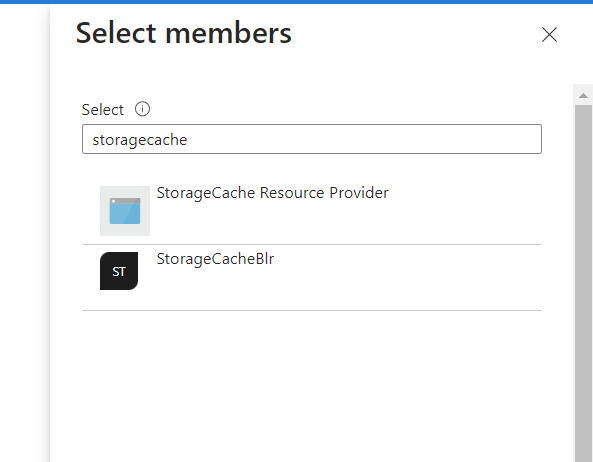 Select members
Select
storagecache
StorageCache Resource Provider
ST
StorageCacheBlr